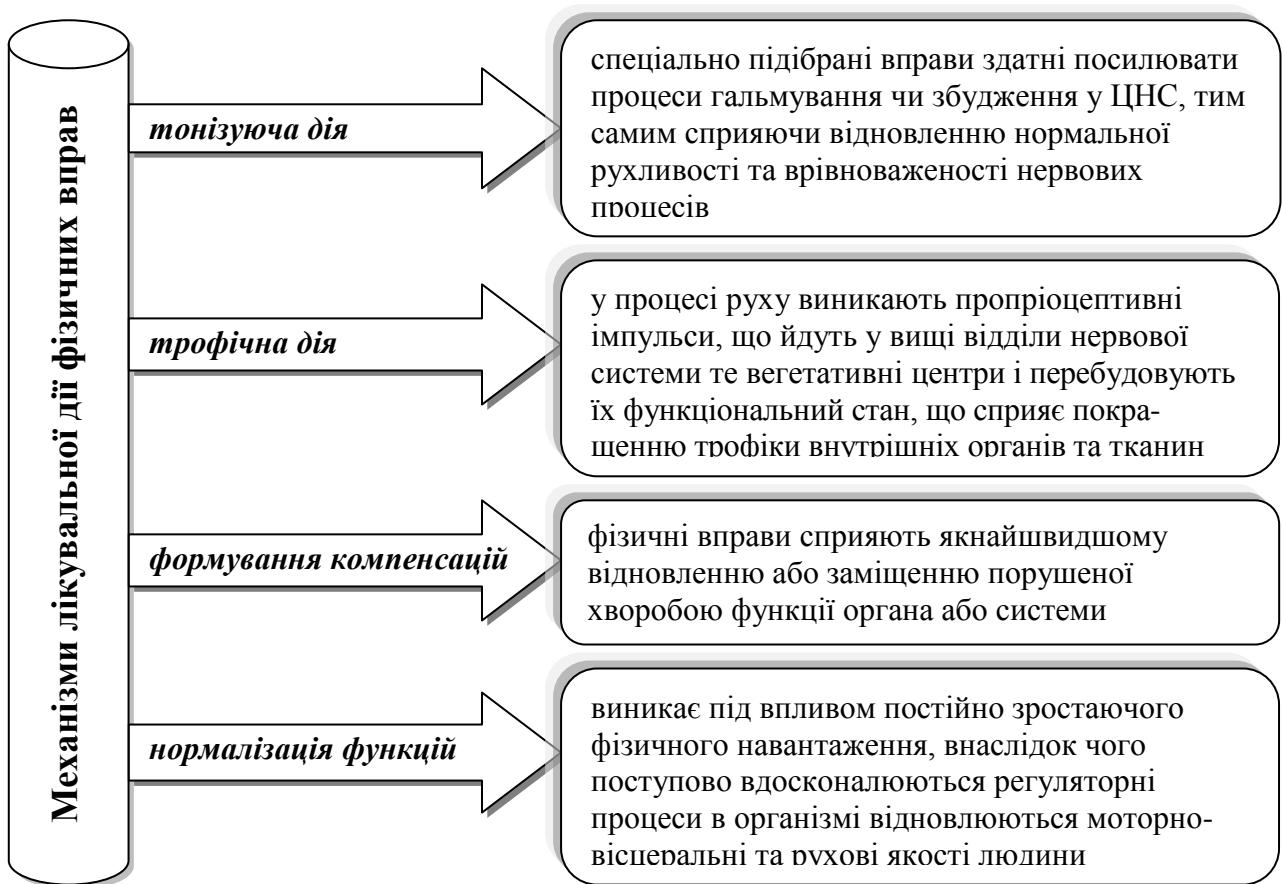 Механізми лікувальної дії фізичних вправ
тонізуюча дія
спеціально підібрані вправи здатні посилювати
процеси гальмування чи збудження у ЦНС, тим
самим сприяючи відновленню нормальної
рухливості та врівноваженості нервових
процесів
трофічна дія
у процесі руху виникають пропріоцептивні
імпульси, що йдуть у вищі відділи нервової
системи те вегетативні центри і перебудовують
їх функціональний стан, що сприяє покра-
щенню трофіки внутрішніх органів та тканин
формування компенсацій
фізичні вправи сприяють якнайшвидшому
відновленню або заміщенню порушеної
хворобою функції органа або системи
нормалізація функцій
виникає під впливом постійно зростаючого
фізичного навантаження, внаслідок чого
поступово вдосконалюються регуляторні
процеси в організмі відновлюються моторно-
вісцеральні та рухові якості людини